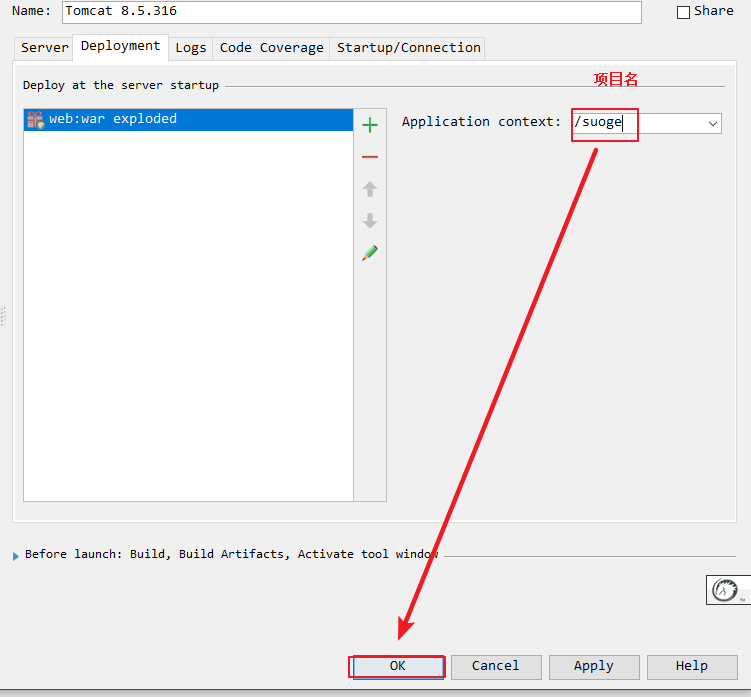 Name: Tomcat 8.5.316 Share
Server Deployment Logs Code Coverage Startup/Connection
Deploy at the server startup
项目名
web:war exploded
Application context: /suoge
Before launch: Build, Build Artifacts, Activate tool window
OK Cancel Apply Help